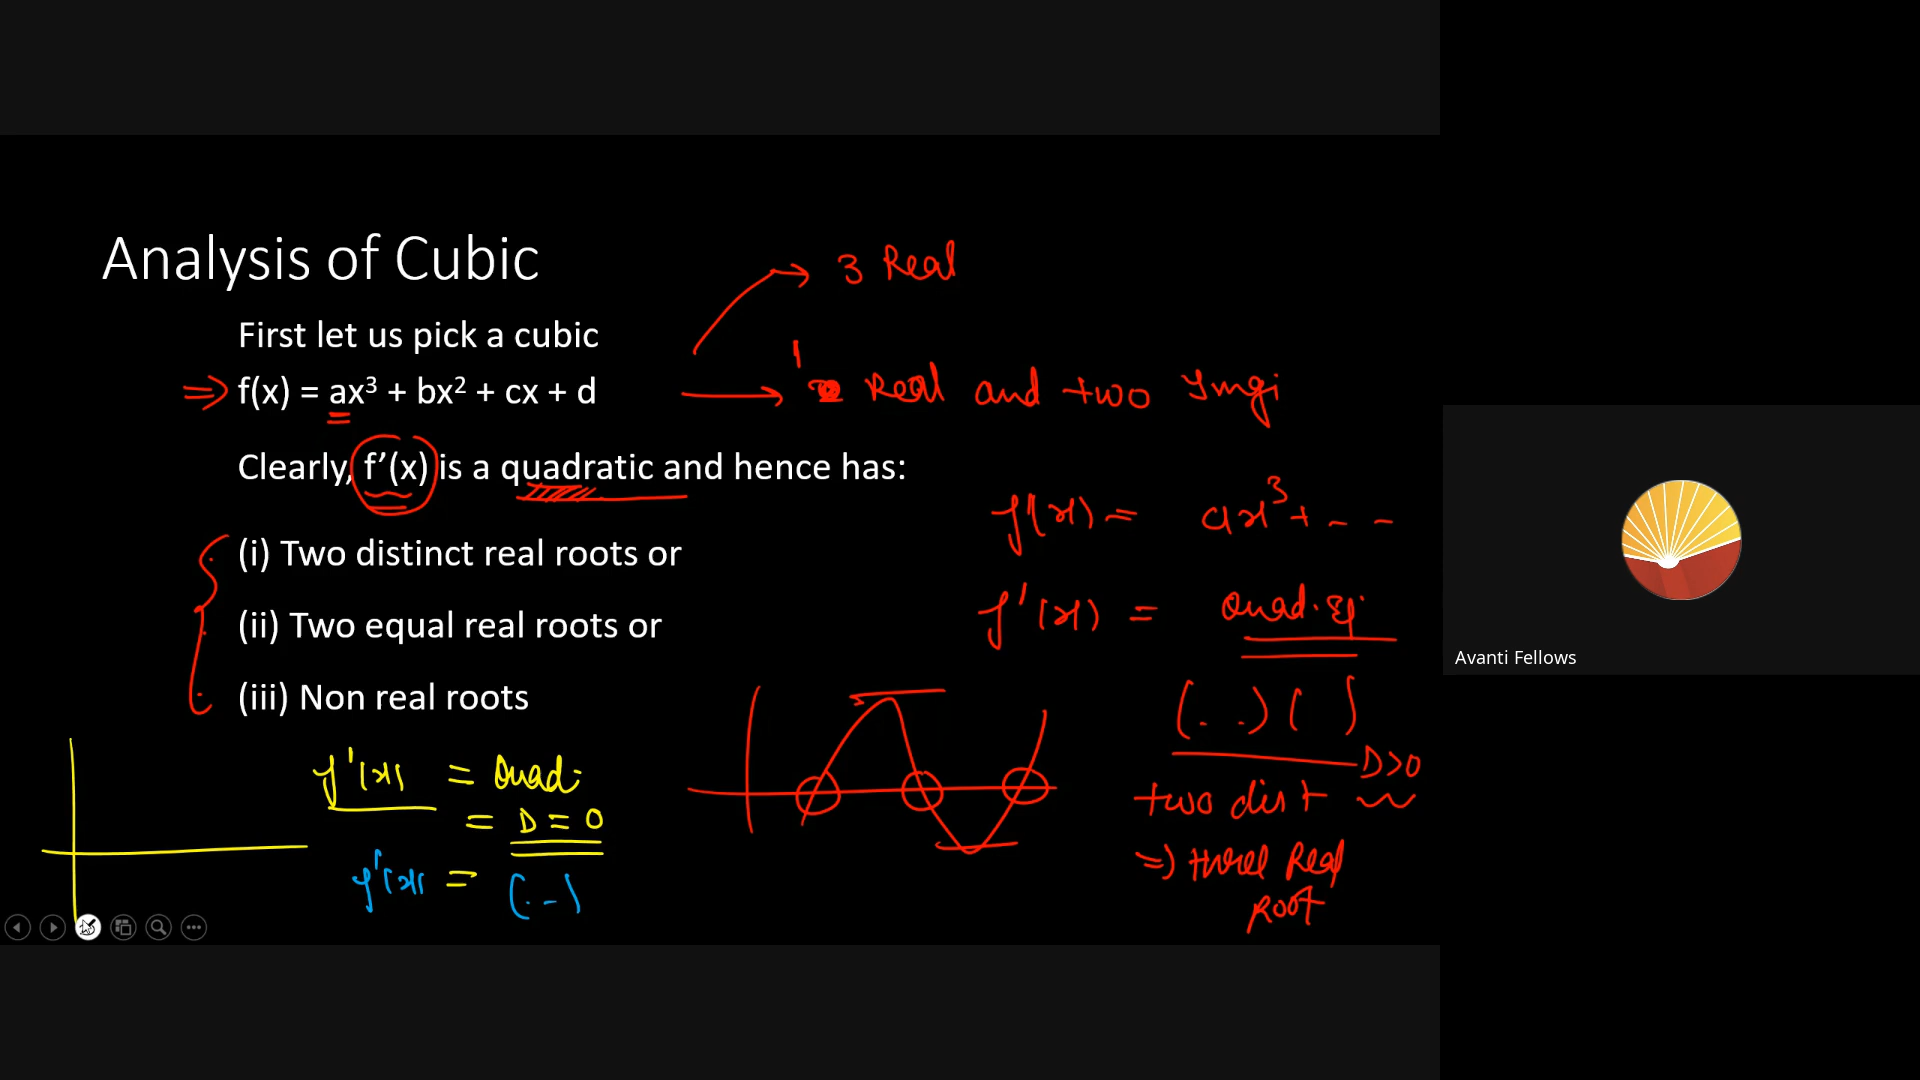 Analysis of Cubic
3 Real
First let us pick a cubic
1 Real and two Imgi
⇒ f(x) = ax³ + bx² + cx + d
Clearly, f’(x) is a quadratic and hence has:
f(x) = ax³ + - -
(i) Two distinct real roots or
f'(x) = Quad. Eq.
(ii) Two equal real roots or
Avanti Fellows
(iii) Non real roots
(. .) ( )
D>0
f'(x) = Quad.
two dist
= D = 0
⇒ three Real
Root
f'(x) = (. -)